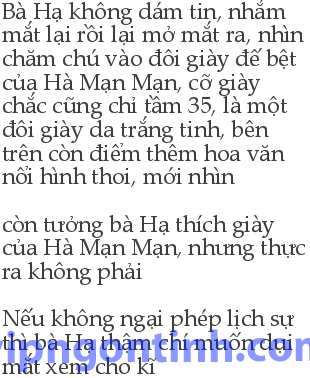 Bà Hạ không dám tin, nhắm
mắt lại rồi lại mở mắt ra, nhìn
chăm chú vào đôi giày đế bệt
của Hà Mạn Mạn, cỡ giày
chắc cũng chỉ tầm 35, là một
đôi giày da trắng tinh, bên
trên còn điểm thêm hoa văn
nổi hình thoi, mới nhìn
còn tưởng bà Hạ thích giày
của Hà Mạn Mạn, nhưng thực
ra không phải
Nếu không ngại phép lịch sự
thì bà Hạ thậm chí muốn dụi
mắt xem cho kĩ
vipngontinh.com